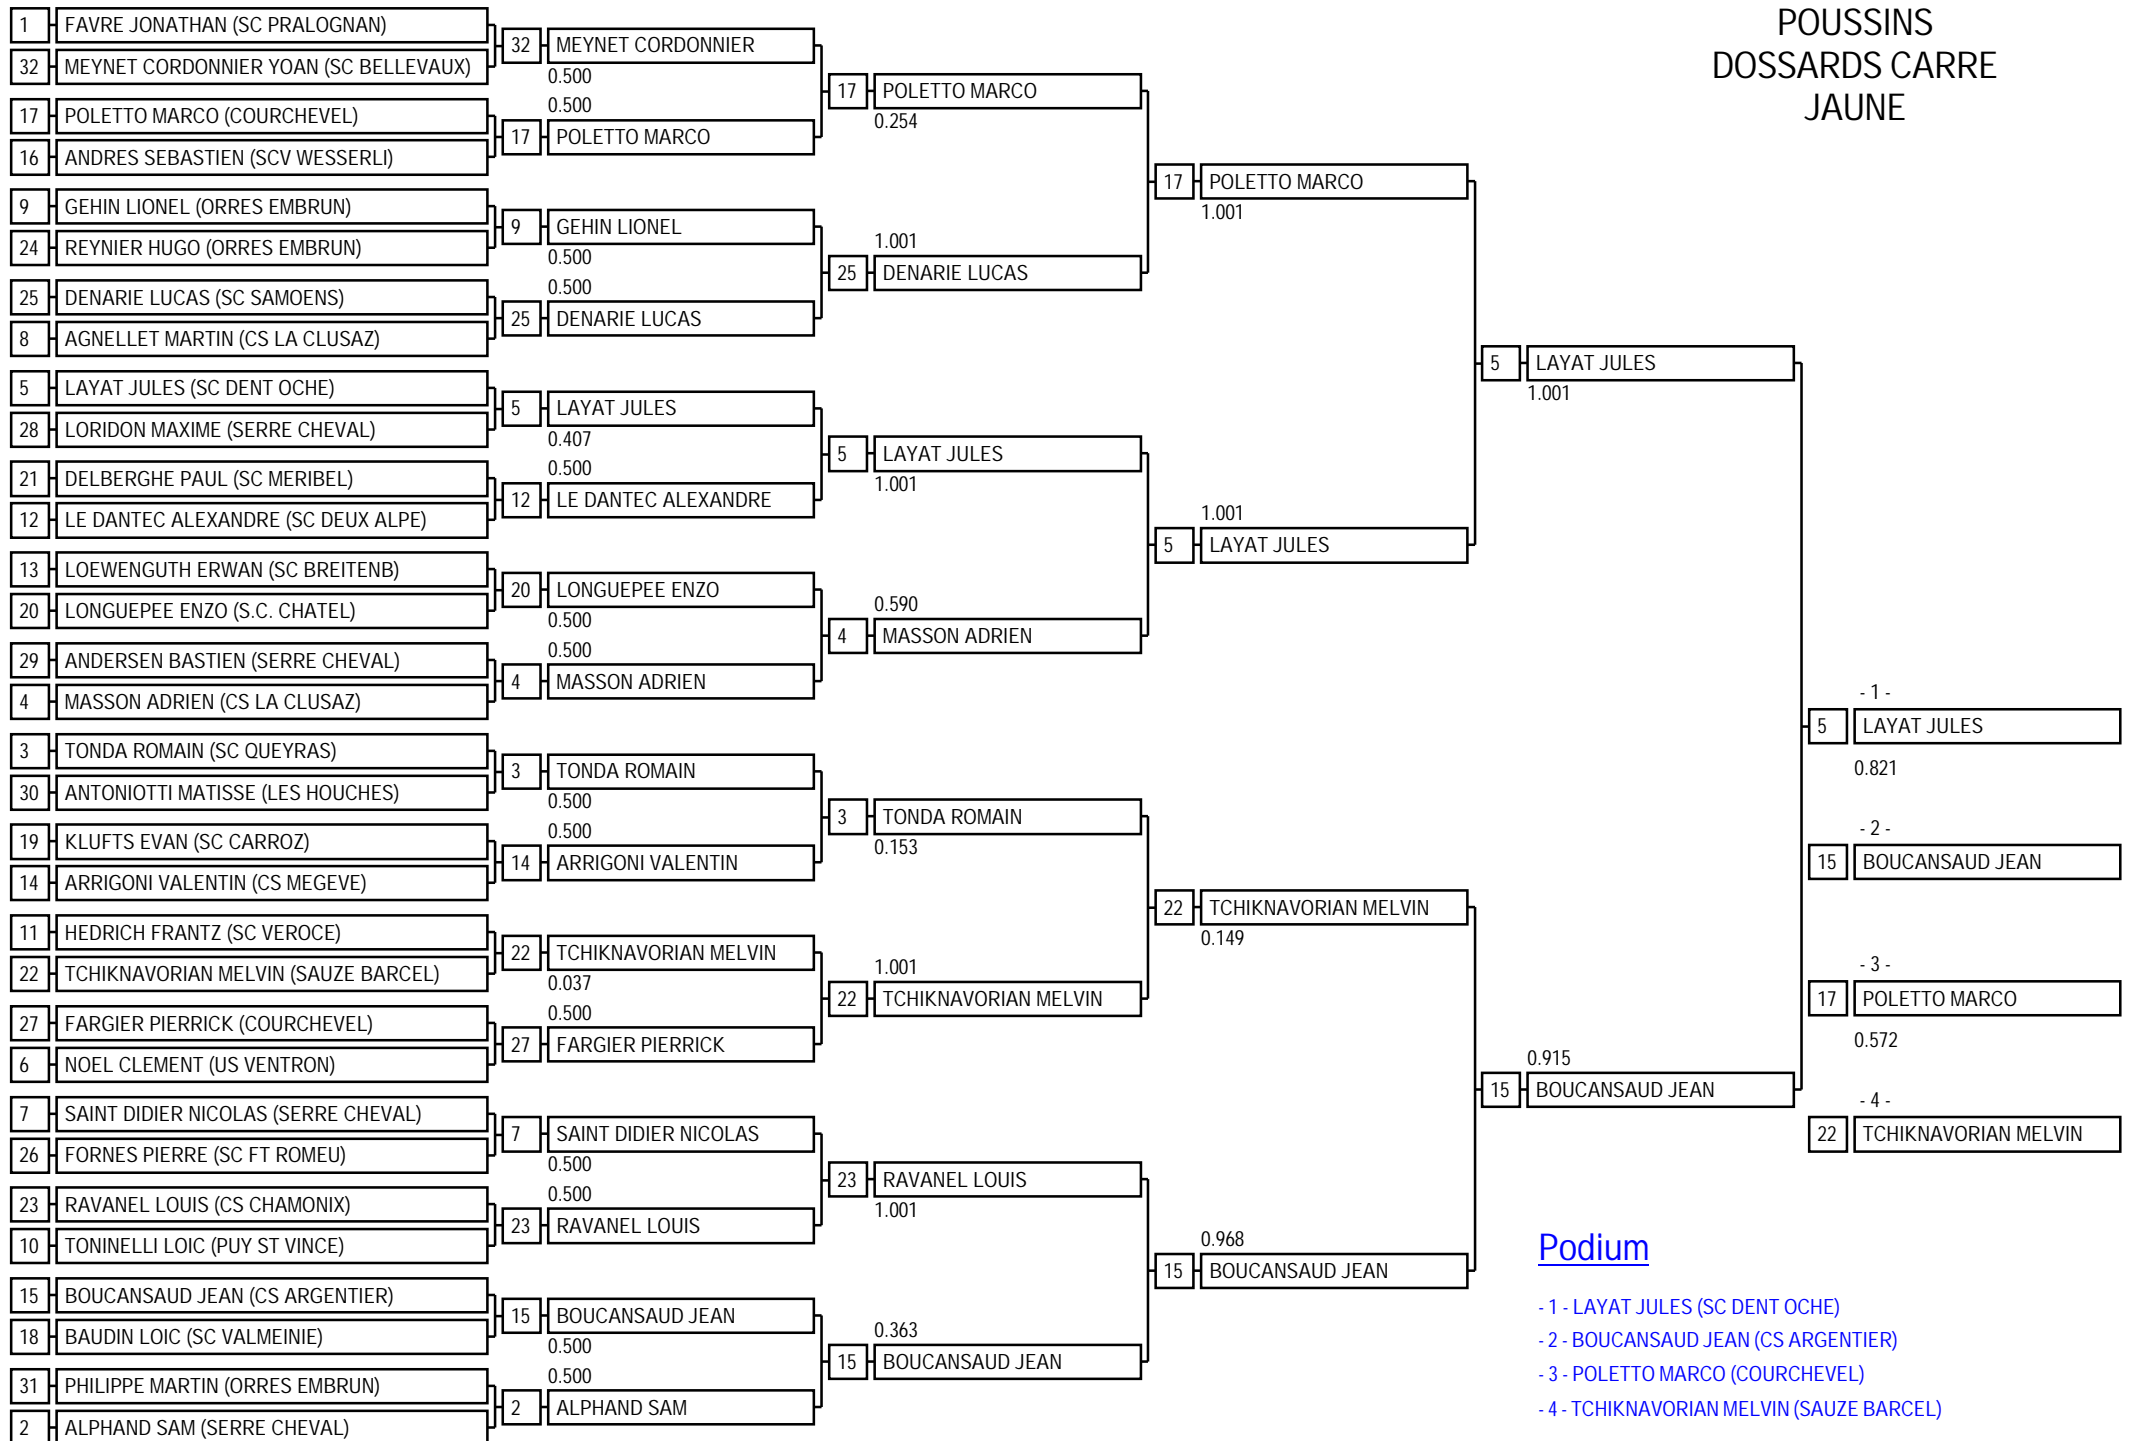 POUSSINS
DOSSARDS CARRE
JAUNE
1 FAVRE JONATHAN (SC PRALOGNAN)
32 MEYNET CORDONNIER YOAN (SC BELLEVAUX)
17 POLETTO MARCO (COURCHEVEL)
16 ANDRES SEBASTIEN (SCV WESSERLI)
9 GEHIN LIONEL (ORRES EMBRUN)
24 REYNIER HUGO (ORRES EMBRUN)
25 DENARIE LUCAS (SC SAMOENS)
8 AGNELLET MARTIN (CS LA CLUSAZ)
5 LAYAT JULES (SC DENT OCHE)
28 LORIDON MAXIME (SERRE CHEVAL)
21 DELBERGHE PAUL (SC MERIBEL)
12 LE DANTEC ALEXANDRE (SC DEUX ALPE)
13 LOEWENGUTH ERWAN (SC BREITENB)
20 LONGUEPEE ENZO (S.C. CHATEL)
29 ANDERSEN BASTIEN (SERRE CHEVAL)
4 MASSON ADRIEN (CS LA CLUSAZ)
3 TONDA ROMAIN (SC QUEYRAS)
30 ANTONIOTTI MATISSE (LES HOUCHES)
19 KLUFTS EVAN (SC CARROZ)
14 ARRIGONI VALENTIN (CS MEGEVE)
11 HEDRICH FRANTZ (SC VEROCE)
22 TCHIKNAVORIAN MELVIN (SAUZE BARCEL)
27 FARGIER PIERRICK (COURCHEVEL)
6 NOEL CLEMENT (US VENTRON)
7 SAINT DIDIER NICOLAS (SERRE CHEVAL)
26 FORNES PIERRE (SC FT ROMEU)
23 RAVANEL LOUIS (CS CHAMONIX)
10 TONINELLI LOIC (PUY ST VINCE)
15 BOUCANSAUD JEAN (CS ARGENTIER)
18 BAUDIN LOIC (SC VALMEINIE)
31 PHILIPPE MARTIN (ORRES EMBRUN)
2 ALPHAND SAM (SERRE CHEVAL)
32 MEYNET CORDONNIER
0.500
0.500
17 POLETTO MARCO
9 GEHIN LIONEL
0.500
0.500
25 DENARIE LUCAS
5 LAYAT JULES
0.407
0.500
12 LE DANTEC ALEXANDRE
20 LONGUEPEE ENZO
0.500
0.500
4 MASSON ADRIEN
3 TONDA ROMAIN
0.500
0.500
14 ARRIGONI VALENTIN
22 TCHIKNAVORIAN MELVIN
0.037
0.500
27 FARGIER PIERRICK
7 SAINT DIDIER NICOLAS
0.500
0.500
23 RAVANEL LOUIS
15 BOUCANSAUD JEAN
0.500
0.500
2 ALPHAND SAM
17 POLETTO MARCO
0.254
1.001
25 DENARIE LUCAS
5 LAYAT JULES
1.001
0.590
4 MASSON ADRIEN
3 TONDA ROMAIN
0.153
1.001
22 TCHIKNAVORIAN MELVIN
23 RAVANEL LOUIS
1.001
0.363
15 BOUCANSAUD JEAN
17 POLETTO MARCO
1.001
1.001
5 LAYAT JULES
22 TCHIKNAVORIAN MELVIN
0.149
0.968
15 BOUCANSAUD JEAN
5 LAYAT JULES
1.001
0.915
15 BOUCANSAUD JEAN
- 1 -
5 LAYAT JULES
0.821
- 2 -
15 BOUCANSAUD JEAN
- 3 -
17 POLETTO MARCO
0.572
- 4 -
22 TCHIKNAVORIAN MELVIN
Podium
- 1 - LAYAT JULES (SC DENT OCHE)
- 2 - BOUCANSAUD JEAN (CS ARGENTIER)
- 3 - POLETTO MARCO (COURCHEVEL)
- 4 - TCHIKNAVORIAN MELVIN (SAUZE BARCEL)